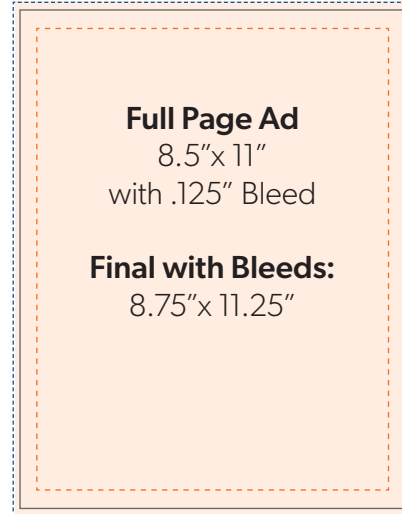 Full Page Ad
8.5”x 11”
with .125” Bleed
Final with Bleeds:
8.75”x 11.25”